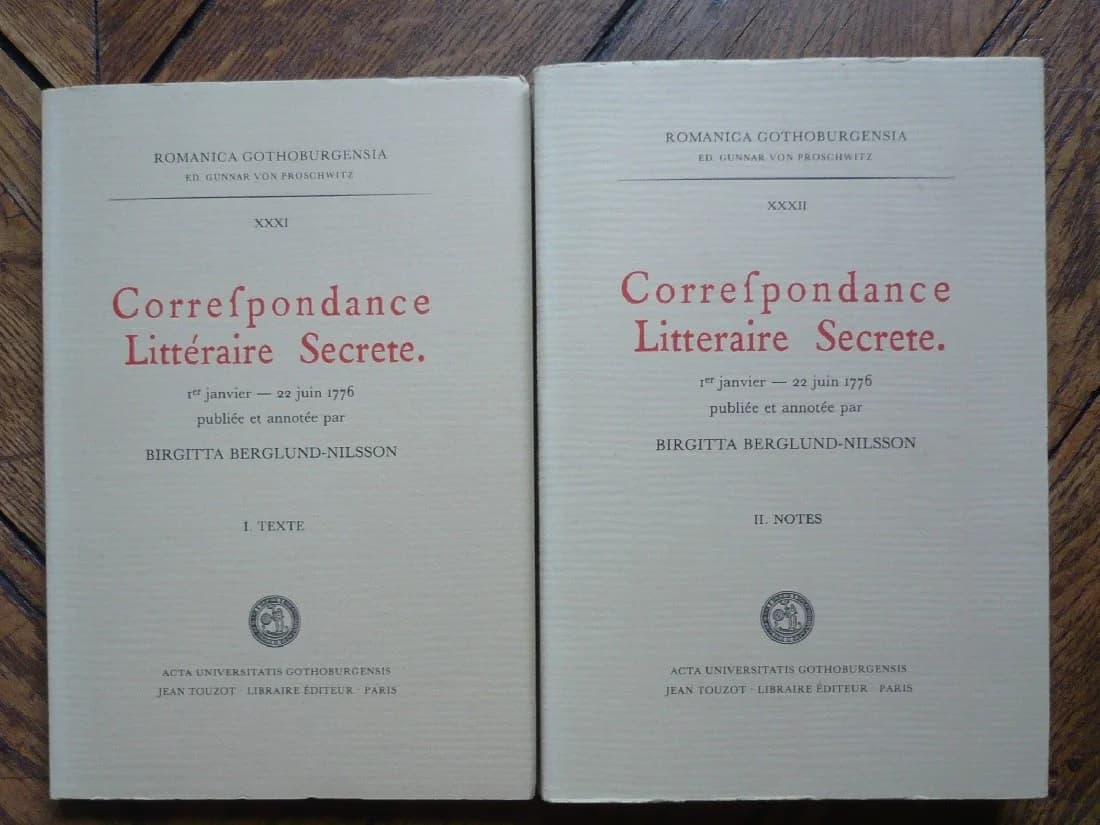 ROMANICA GOTHOBURGENSIA
ED. GUNNAR VON PROSCHWITZ
XXXI
Correſpondance
Littéraire Secrete.
1er janvier — 22 juin 1776
publiée et annotée par
BIRGITTA BERGLUND-NILSSON
I. TEXTE
ACTA UNIVERSITATIS GOTHOBURGENSIS
JEAN TOUZOT · LIBRAIRE ÉDITEUR · PARIS
ROMANICA GOTHOBURGENSIA
ED. GUNNAR VON PROSCHWITZ
XXXII
Correſpondance
Litteraire Secrete.
1er janvier — 22 juin 1776
publiée et annotée par
BIRGITTA BERGLUND-NILSSON
II. NOTES
ACTA UNIVERSITATIS GOTHOBURGENSIS
JEAN TOUZOT · LIBRAIRE ÉDITEUR · PARIS